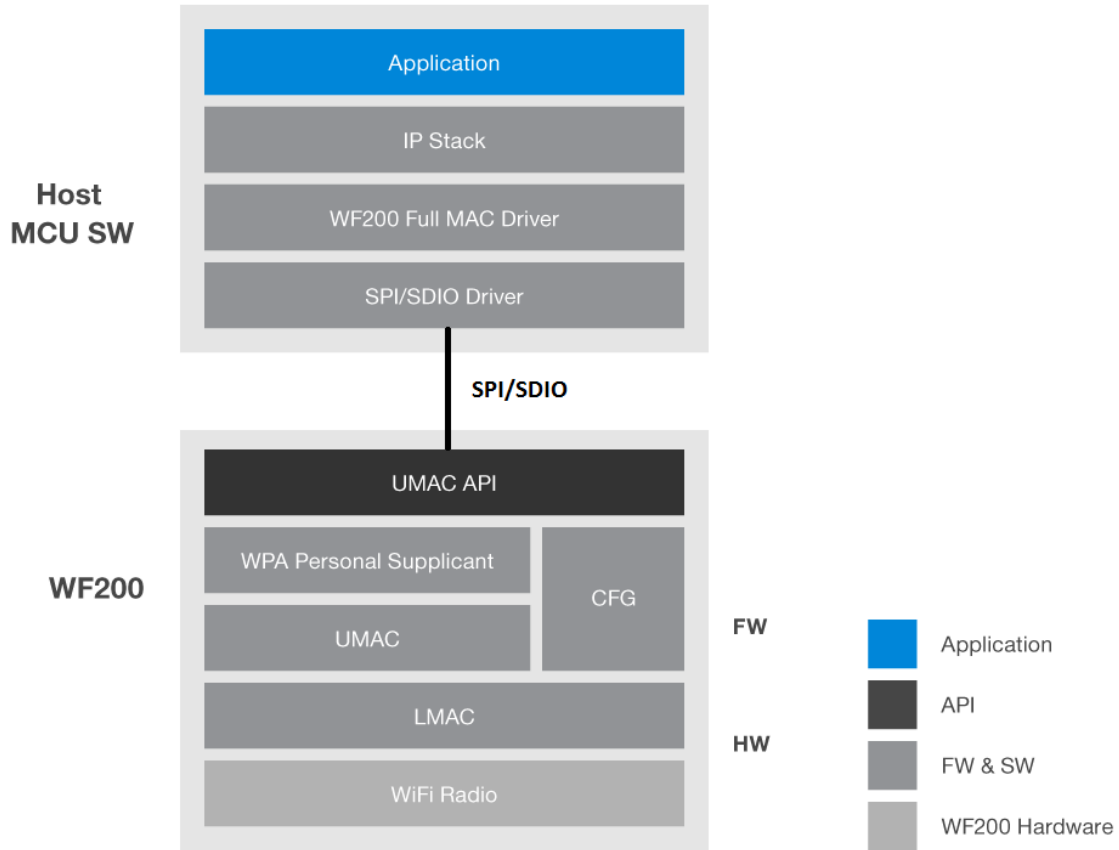 Application
IP Stack
Host
MCU SW
WF200 Full MAC Driver
SPI/SDIO Driver
SPI/SDIO
UMAC API
WPA Personal Supplicant
CFG
WF200
UMAC
FW
LMAC
HW
WiFi Radio
Application
API
FW & SW
WF200 Hardware